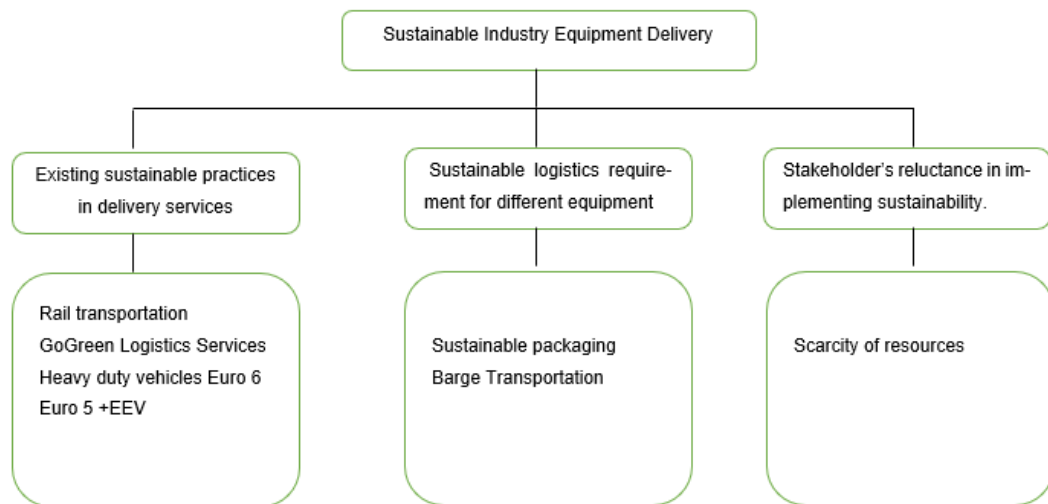 Sustainable Industry Equipment Delivery
Existing sustainable practices
in delivery services
Sustainable logistics require-
ment for different equipment
Stakeholder’s reluctance in im-
plementing sustainability.
Rail transportation
GoGreen Logistics Services
Heavy duty vehicles Euro 6
Euro 5 +EEV
Sustainable packaging
Barge Transportation
Scarcity of resources